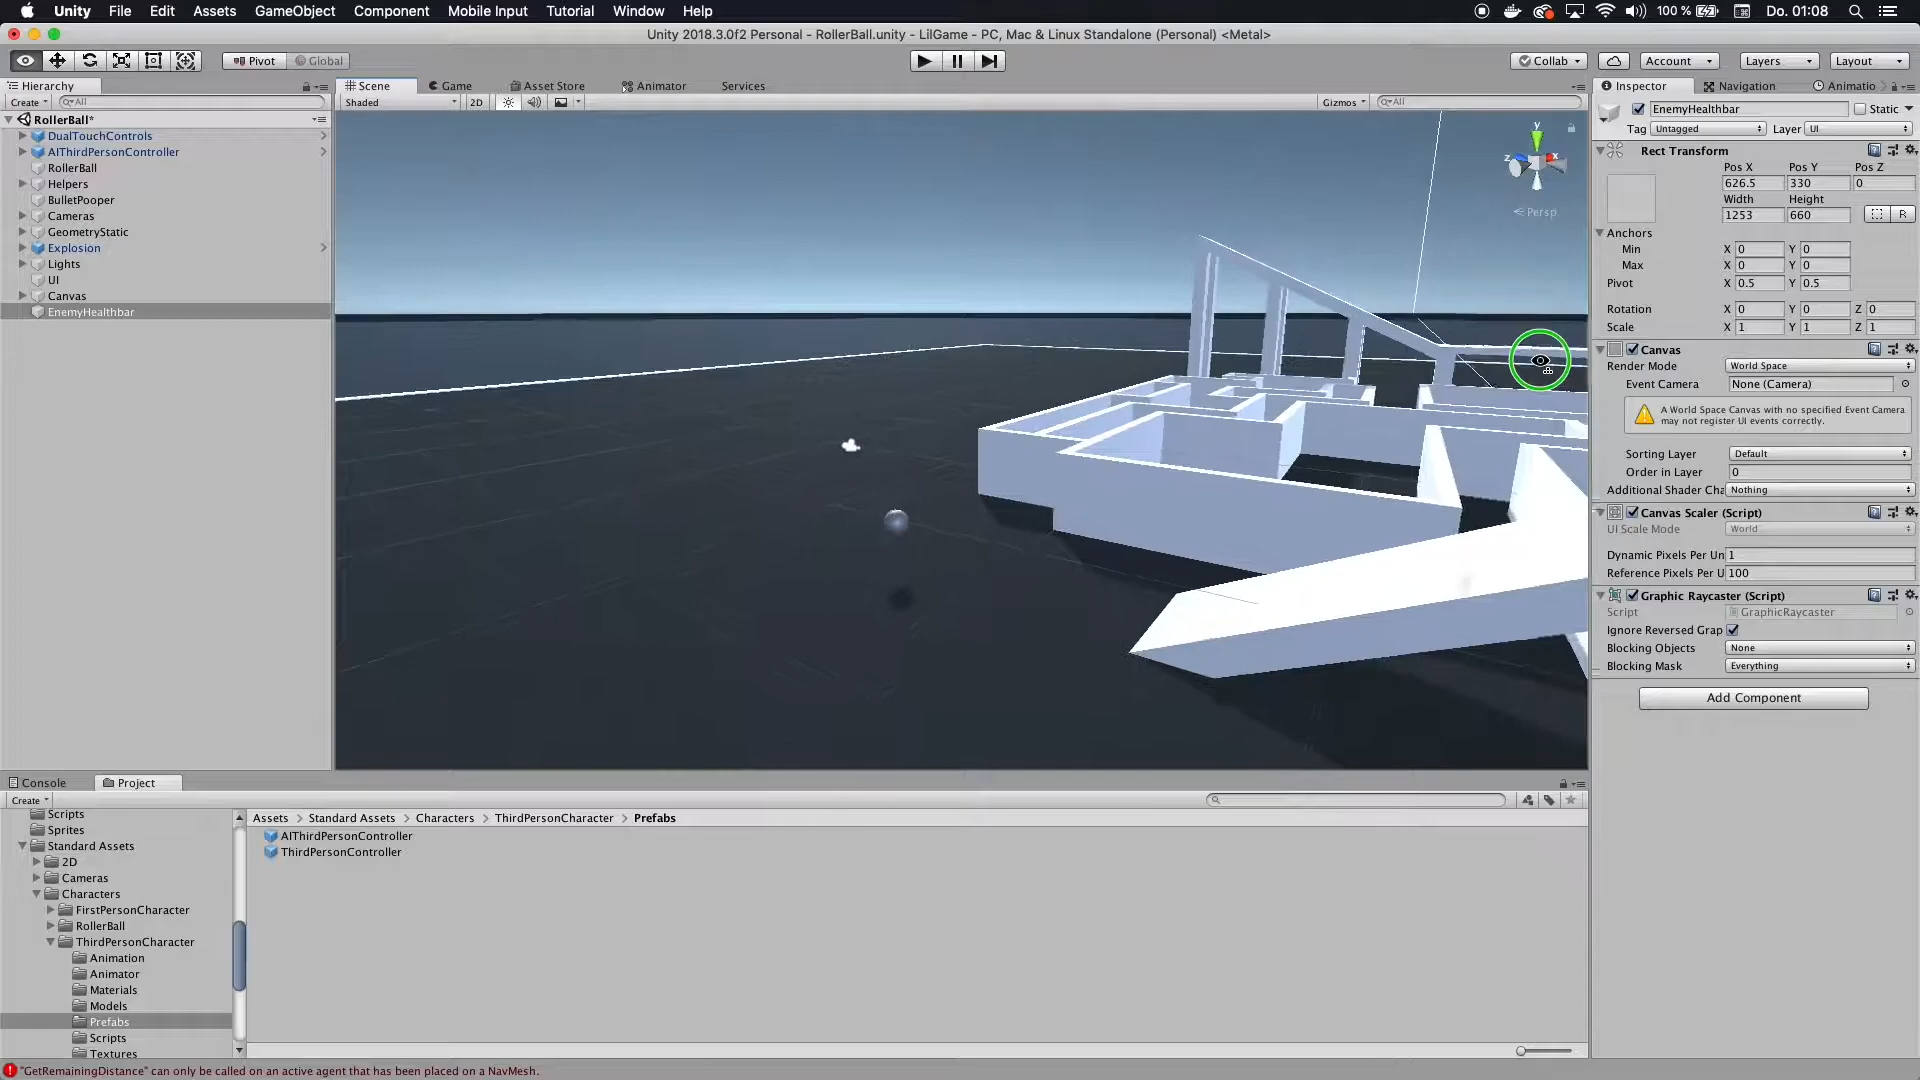 Unity File Edit Assets GameObject Component Mobile Input Tutorial Window Help 100 % Do. 01:08
Unity 2018.3.0f2 Personal - RollerBall.unity - LilGame - PC, Mac & Linux Standalone (Personal) <Metal>
Pivot Global Collab Account Layers Layout
Hierarchy Scene Game Asset Store Animator Services Inspector Navigation Animatio
Create All Shaded 2D Gizmos All
EnemyHealthbar Static
Tag Untagged Layer UI
RollerBall*
DualTouchControls
AIThirdPersonController
RollerBall
Helpers
BulletPooper
Cameras
GeometryStatic
Explosion
Lights
UI
Canvas
EnemyHealthbar
y
z x
Persp
Rect Transform
Pos X Pos Y Pos Z
626.5 330 0
Width Height
1253 660 R
Anchors
Min X 0 Y 0
Max X 0 Y 0
Pivot X 0.5 Y 0.5
Rotation X 0 Y 0 Z 0
Scale X 1 Y 1 Z 1
Canvas
Render Mode World Space
Event Camera None (Camera)
A World Space Canvas with no specified Event Camera
may not register UI events correctly.
Sorting Layer Default
Order in Layer 0
Additional Shader Cha Nothing
Canvas Scaler (Script)
UI Scale Mode World
Dynamic Pixels Per Un 1
Reference Pixels Per U 100
Graphic Raycaster (Script)
Script GraphicRaycaster
Ignore Reversed Grap
Blocking Objects None
Blocking Mask Everything
Add Component
Console Project
Create
Scripts
Sprites
Standard Assets
2D
Cameras
Characters
FirstPersonCharacter
RollerBall
ThirdPersonCharacter
Animation
Animator
Materials
Models
Prefabs
Scripts
Textures
Assets > Standard Assets > Characters > ThirdPersonCharacter > Prefabs
AIThirdPersonController
ThirdPersonController
"GetRemainingDistance" can only be called on an active agent that has been placed on a NavMesh.